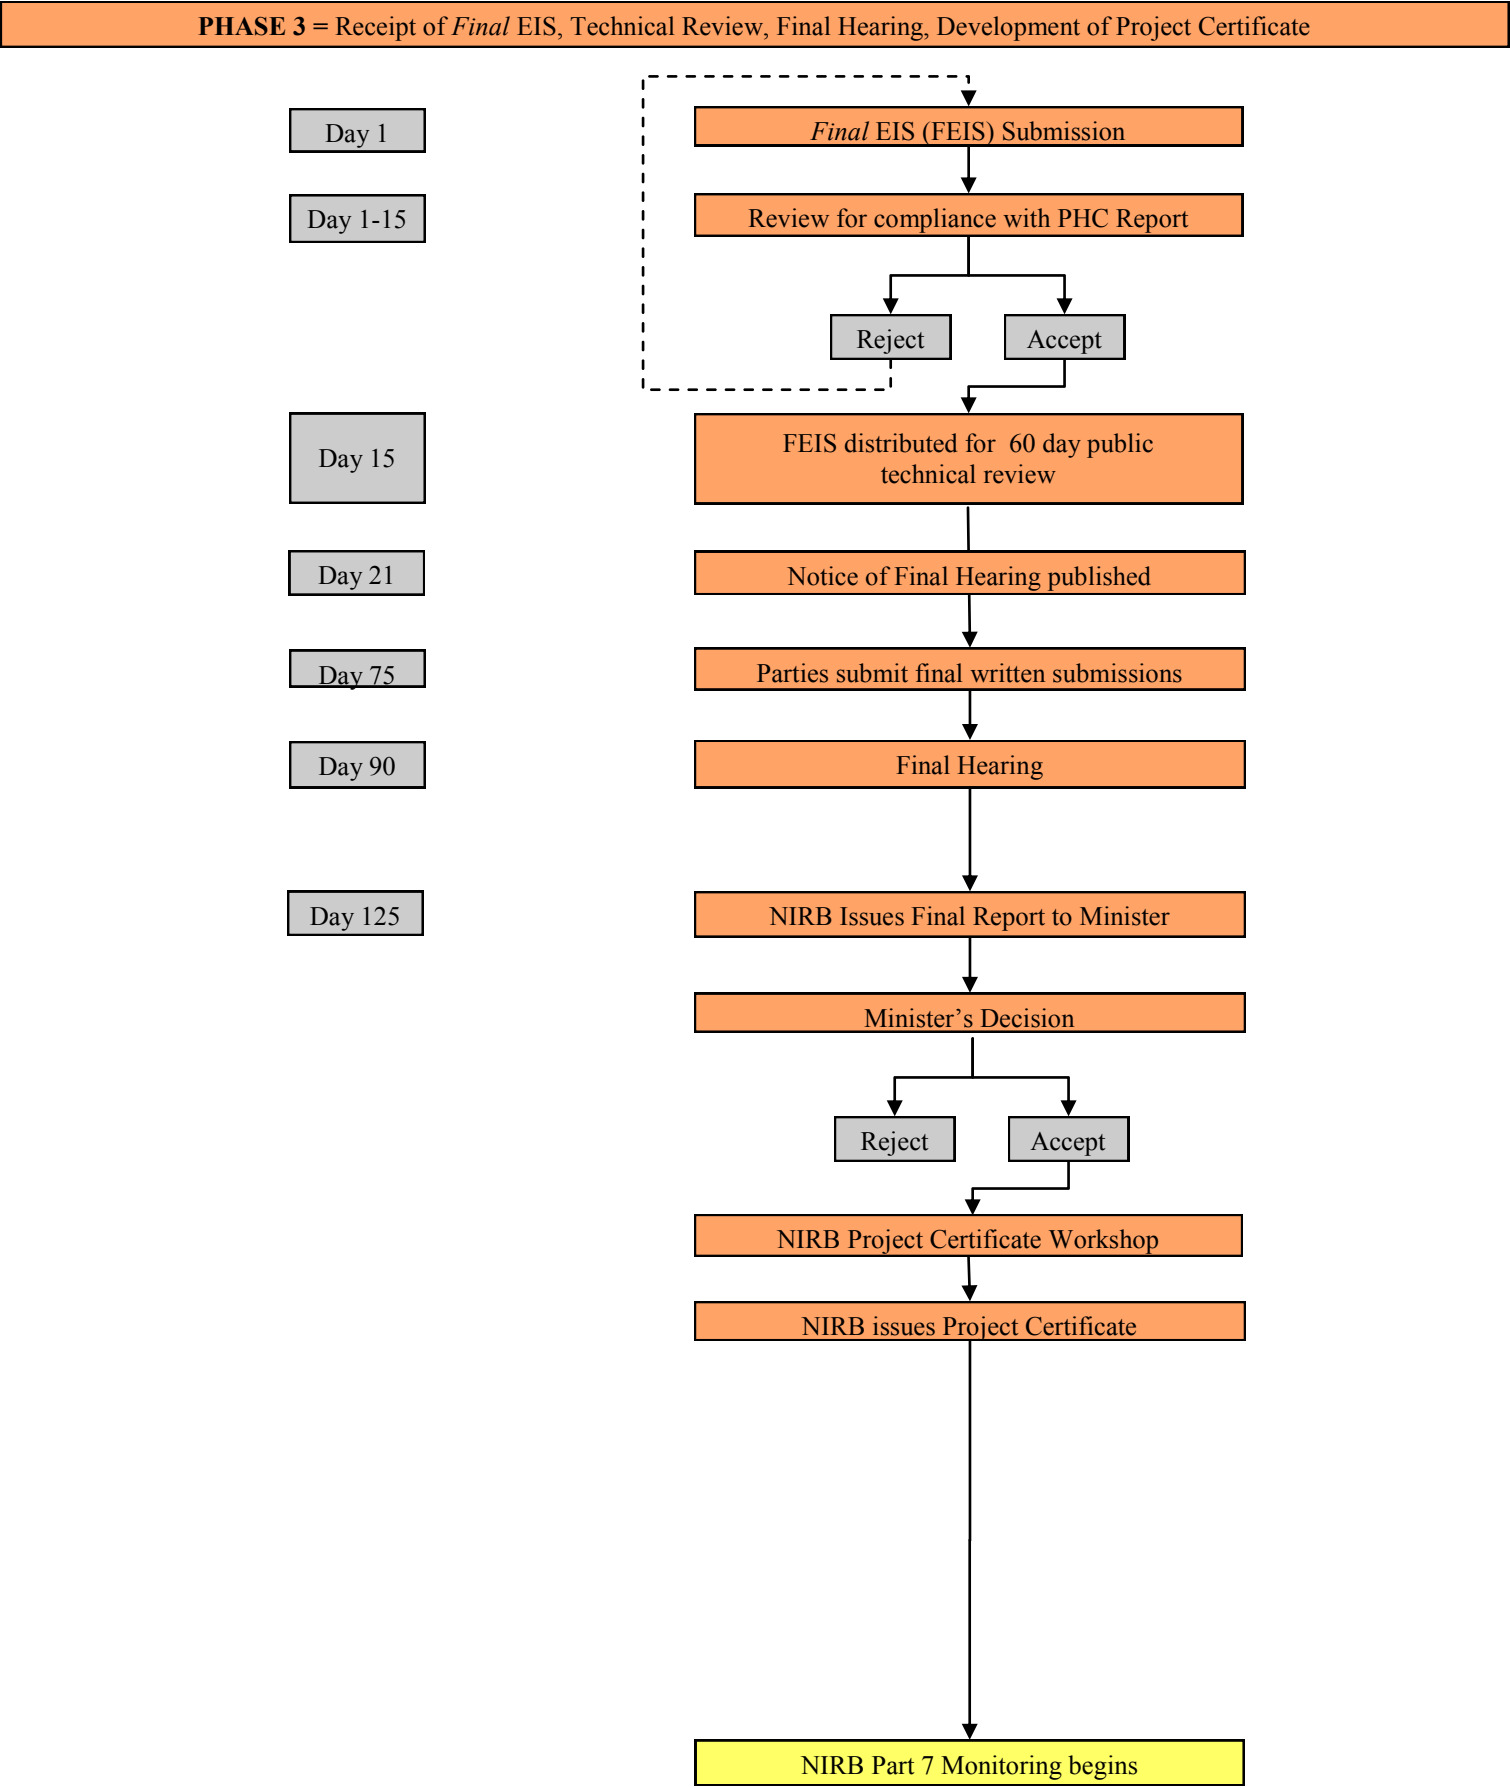 PHASE 3 = Receipt of Final EIS, Technical Review, Final Hearing, Development of Project Certificate
Day 1
Final EIS (FEIS) Submission
Day 1-15
Review for compliance with PHC Report
Reject
Accept
Day 15
FEIS distributed for 60 day public
technical review
Day 21
Notice of Final Hearing published
Day 75
Parties submit final written submissions
Day 90
Final Hearing
Day 125
NIRB Issues Final Report to Minister
Minister’s Decision
Reject
Accept
NIRB Project Certificate Workshop
NIRB issues Project Certificate
NIRB Part 7 Monitoring begins